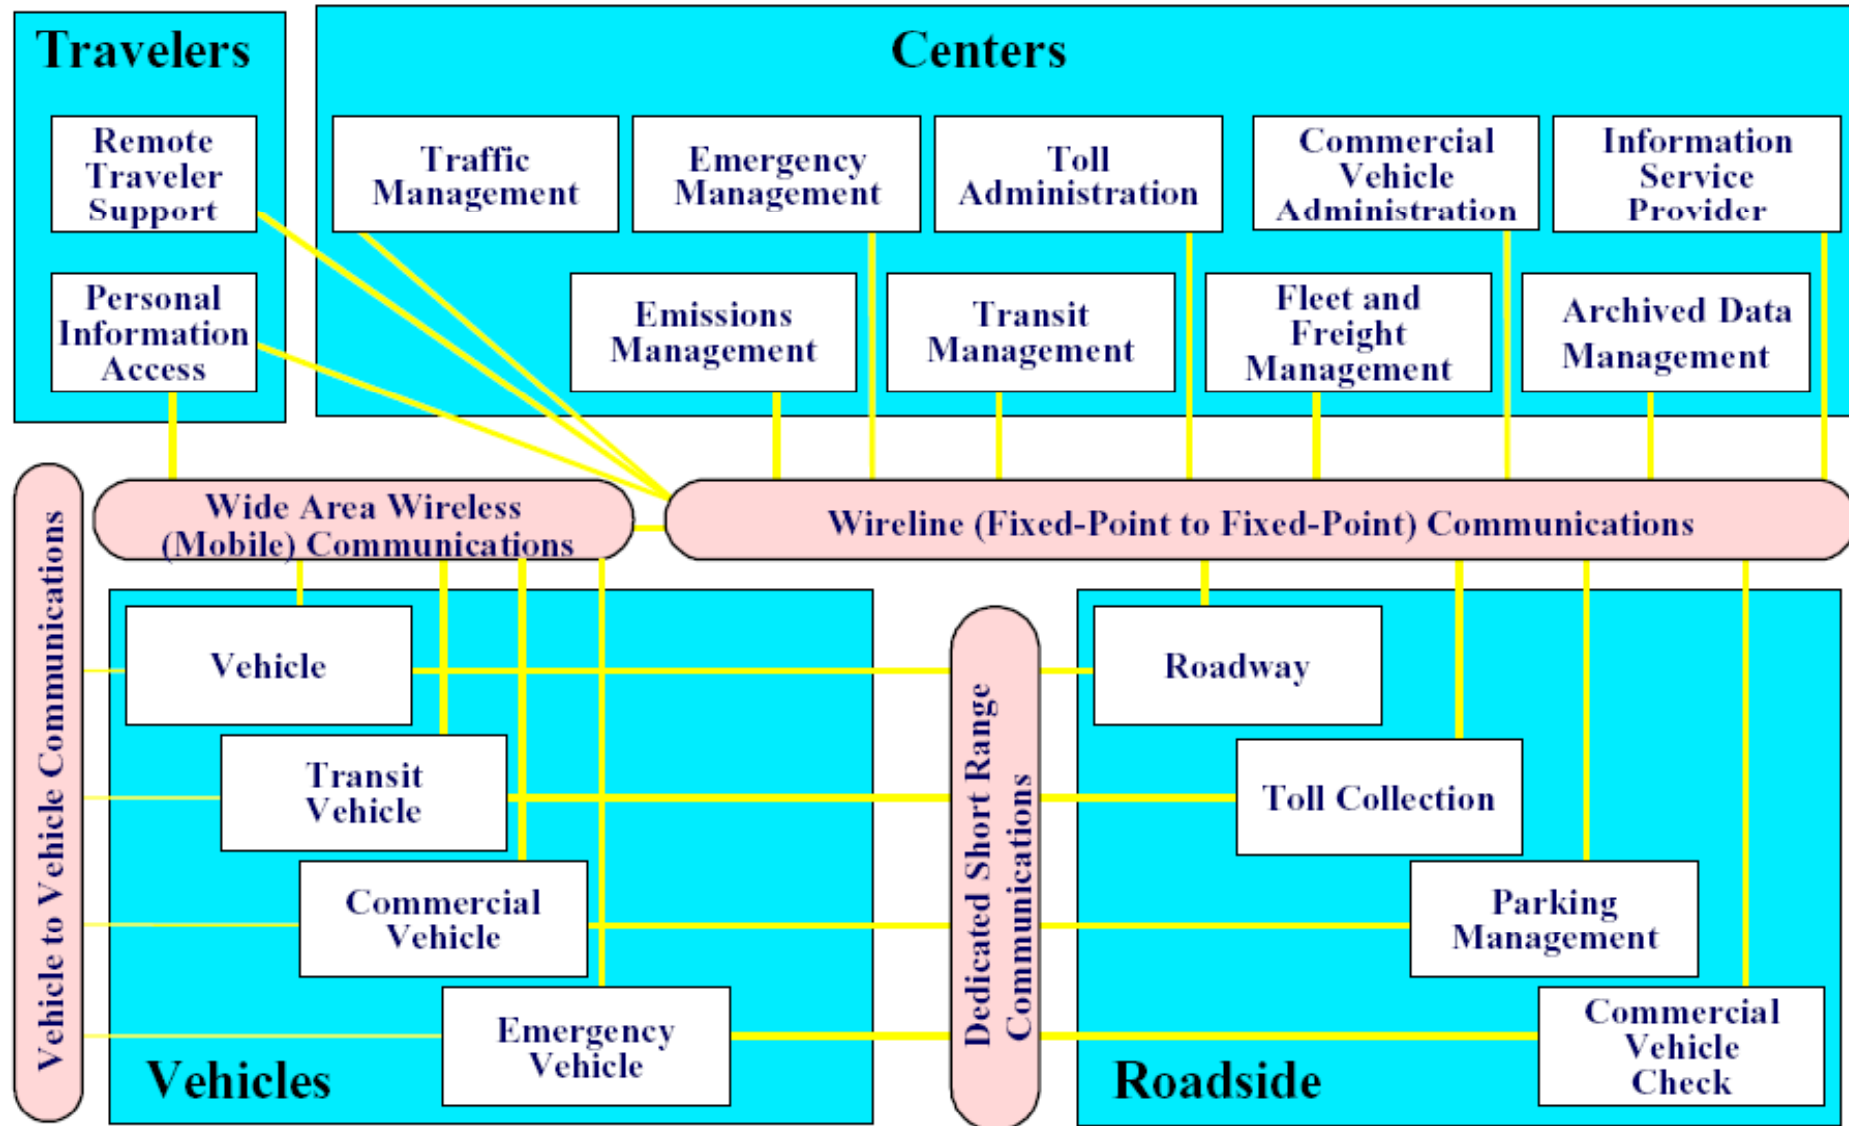 Travelers
Centers
Remote
Traveler
Support
Traffic
Management
Emergency
Management
Toll
Administration
Commercial
Vehicle
Administration
Information
Service
Provider
Personal
Information
Access
Emissions
Management
Transit
Management
Fleet and
Freight
Management
Archived Data
Management
Wide Area Wireless
(Mobile) Communications
Wireline (Fixed-Point to Fixed-Point) Communications
Vehicle to Vehicle Communications
Vehicle
Transit
Vehicle
Commercial
Vehicle
Emergency
Vehicle
Vehicles
Dedicated Short Range
Communications
Roadway
Toll Collection
Parking
Management
Commercial
Vehicle
Check
Roadside